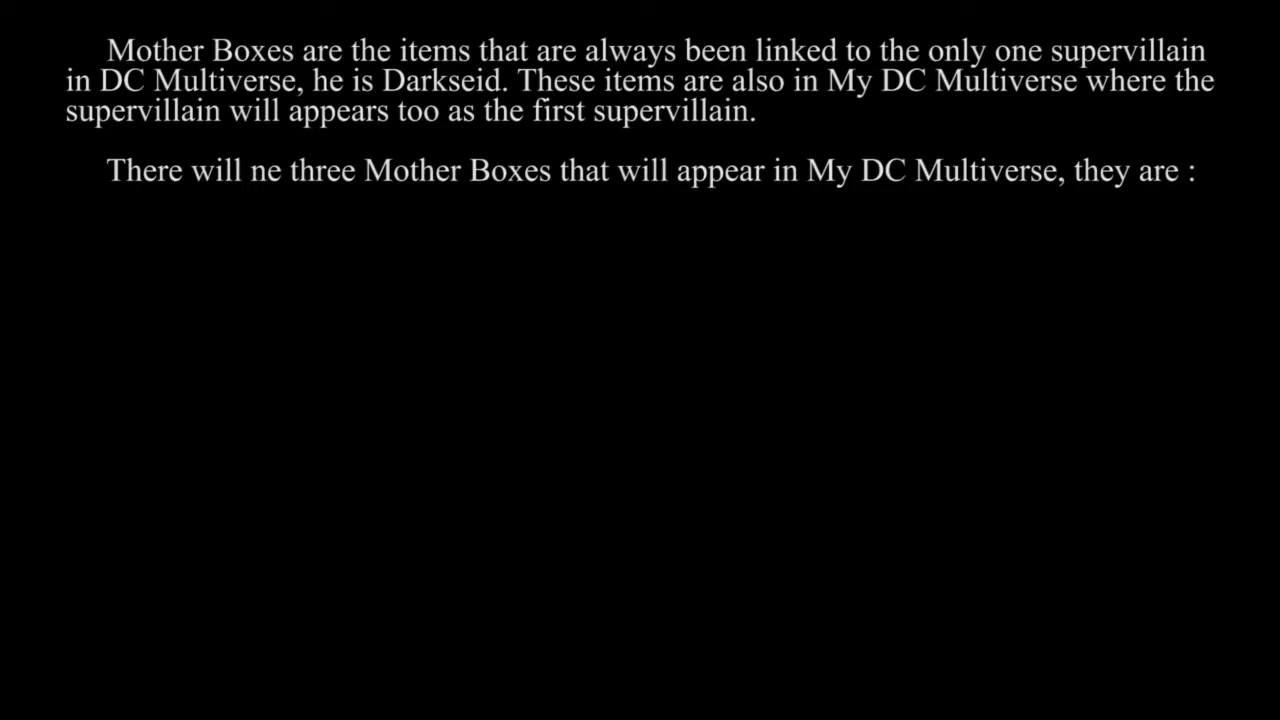 Mother Boxes are the items that are always been linked to the only one supervillain
in DC Multiverse, he is Darkseid. These items are also in My DC Multiverse where the
supervillain will appears too as the first supervillain.
There will ne three Mother Boxes that will appear in My DC Multiverse, they are :